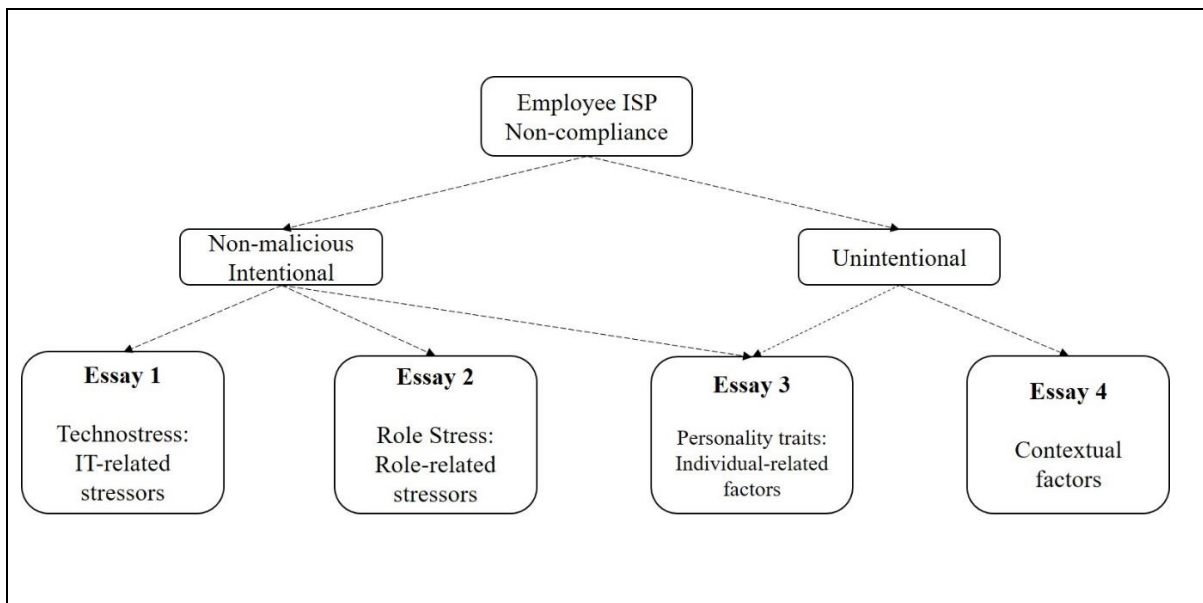 Employee ISP
Non-compliance
Non-malicious
Intentional
Unintentional
Essay 1
Technostress:
IT-related
stressors
Essay 2
Role Stress:
Role-related
stressors
Essay 3
Personality traits:
Individual-related
factors
Essay 4
Contextual
factors